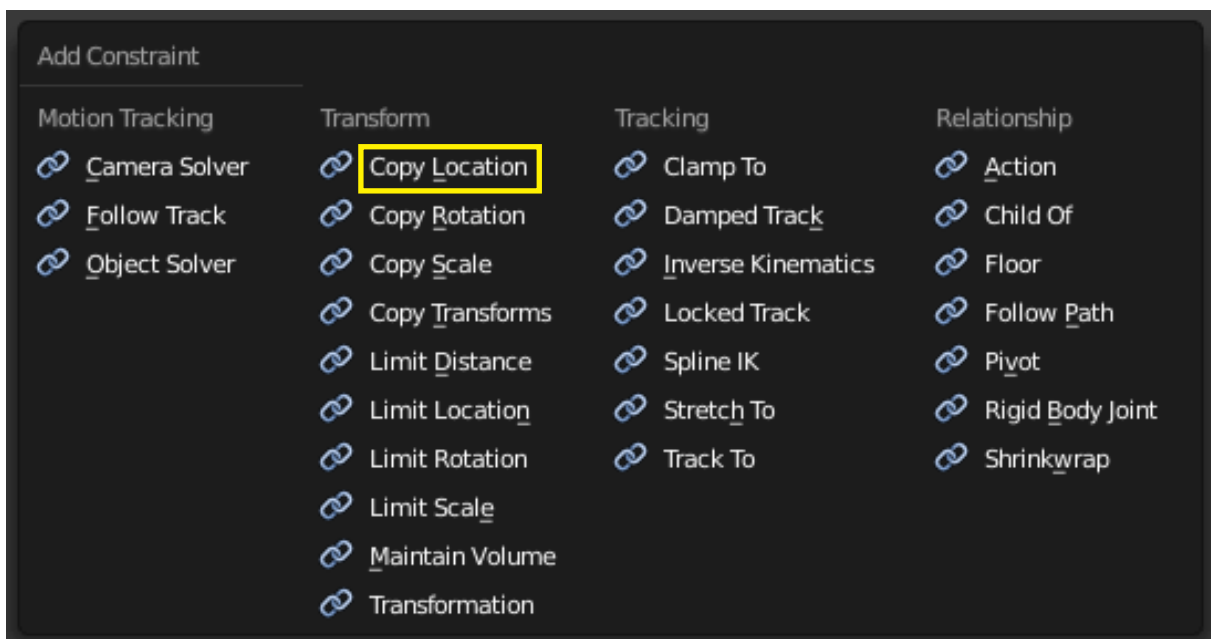 Add Constraint
Motion Tracking
Camera Solver
Follow Track
Object Solver
Transform
Copy Location
Copy Rotation
Copy Scale
Copy Transforms
Limit Distance
Limit Location
Limit Rotation
Limit Scale
Maintain Volume
Transformation
Tracking
Clamp To
Damped Track
Inverse Kinematics
Locked Track
Spline IK
Stretch To
Track To
Relationship
Action
Child Of
Floor
Follow Path
Pivot
Rigid Body Joint
Shrinkwrap